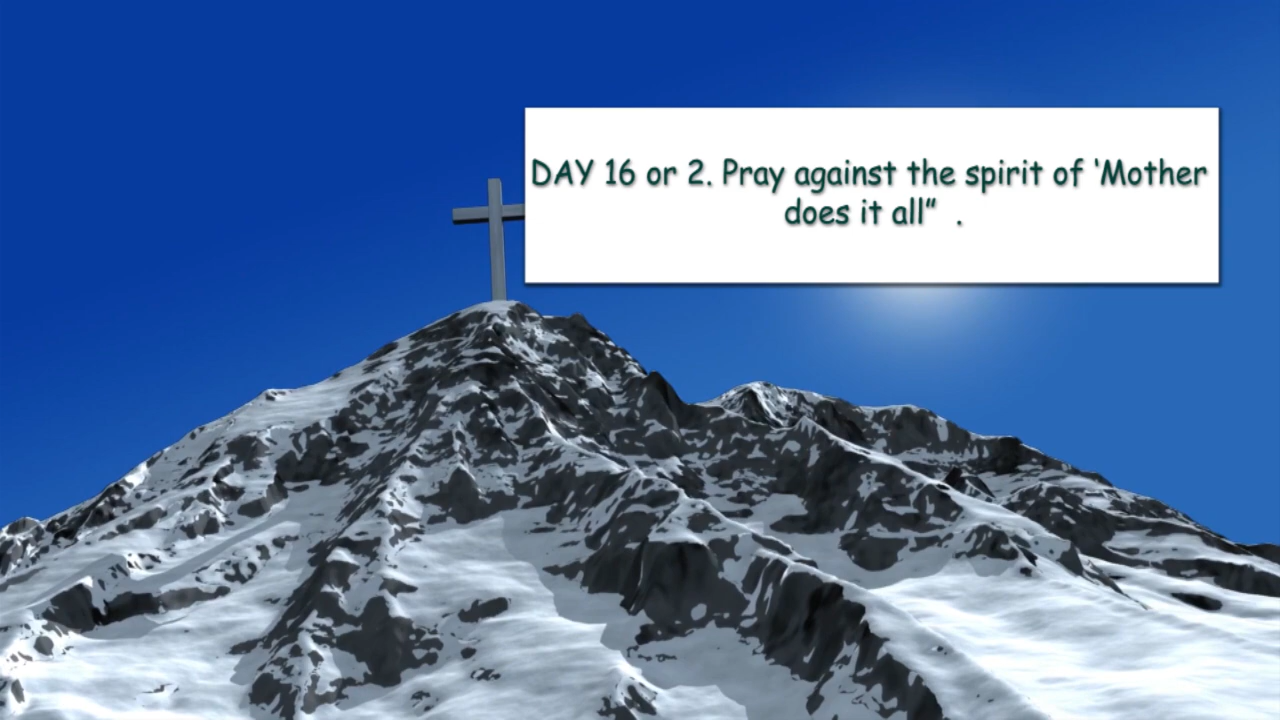 DAY 16 or 2. Pray against the spirit of ‘Mother
does it all”  .